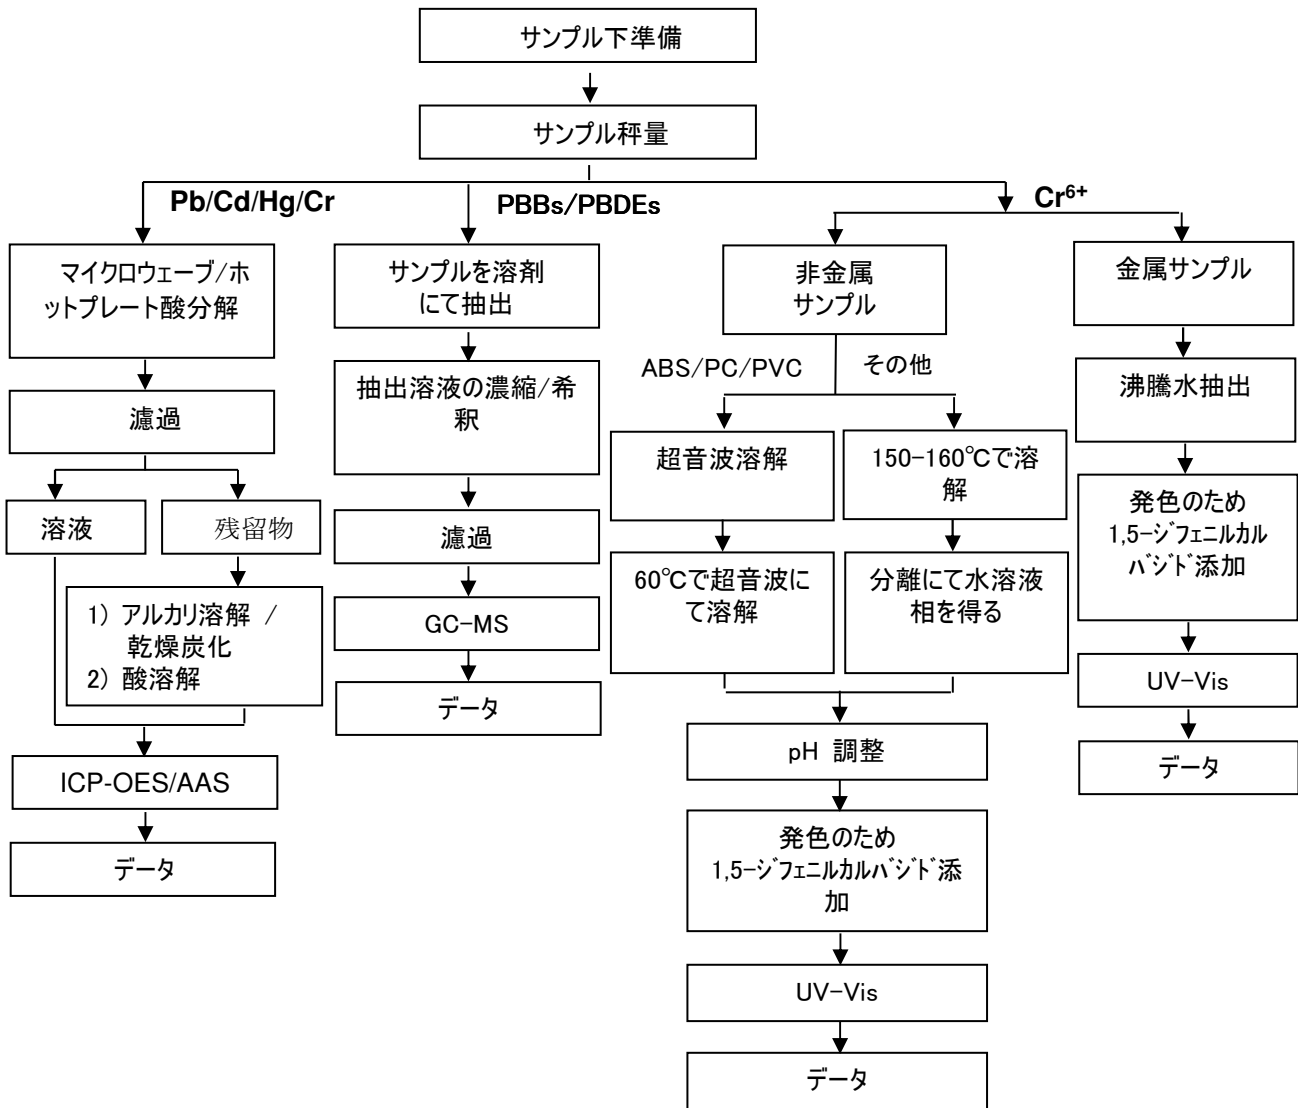 サンプル下準備
サンプル秤量
Pb/Cd/Hg/Cr
PBBs/PBDEs
Cr⁶⁺
マイクロウェーブ/ホ
ットプレート酸分解
濾過
溶液
残留物
1) アルカリ溶解 /
乾燥炭化
2) 酸溶解
ICP-OES/AAS
データ
サンプルを溶剤
にて抽出
抽出溶液の濃縮/希
釈
濾過
GC-MS
データ
非金属
サンプル
ABS/PC/PVC
その他
超音波溶解
150-160℃で溶
解
60℃で超音波に
て溶解
分離にて水溶液
相を得る
pH 調整
発色のため
1,5-ジフェニルカルバジド添
加
UV-Vis
データ
金属サンプル
沸騰水抽出
発色のため
1,5-ジフェニルカル
バジド添加
UV-Vis
データ